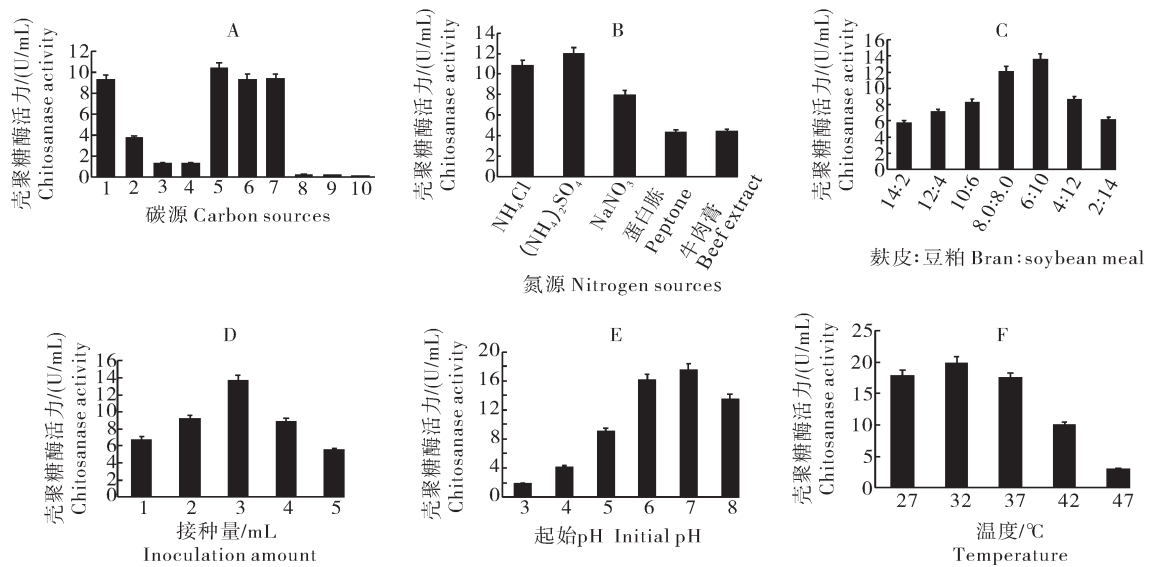 A
壳聚糖酶活力/(U/mL)
Chitosanase activity
12
10
8
6
4
2
0
1 2 3 4 5 6 7 8 9 10
碳源 Carbon sources
B
壳聚糖酶活力/(U/mL)
Chitosanase activity
14
12
10
8
6
4
2
0
NH₄Cl
(NH₄)₂SO₄
NaNO₃
蛋白胨
Peptone
牛肉膏
Beef extract
氮源 Nitrogen sources
C
壳聚糖酶活力/(U/mL)
Chitosanase activity
16
14
12
10
8
6
4
2
0
14:2
12:4
10:6
8.0:8.0
6:10
4:12
2:14
麸皮:豆粕 Bran:soybean meal
D
壳聚糖酶活力/(U/mL)
Chitosanase activity
16
14
12
10
8
6
4
2
0
1 2 3 4 5
接种量/mL
Inoculation amount
E
壳聚糖酶活力/(U/mL)
Chitosanase activity
20
16
12
8
4
0
3 4 5 6 7 8
起始pH Initial pH
F
壳聚糖酶活力/(U/mL)
Chitosanase activity
25
20
15
10
5
0
27 32 37 42 47
温度/℃
Temperature